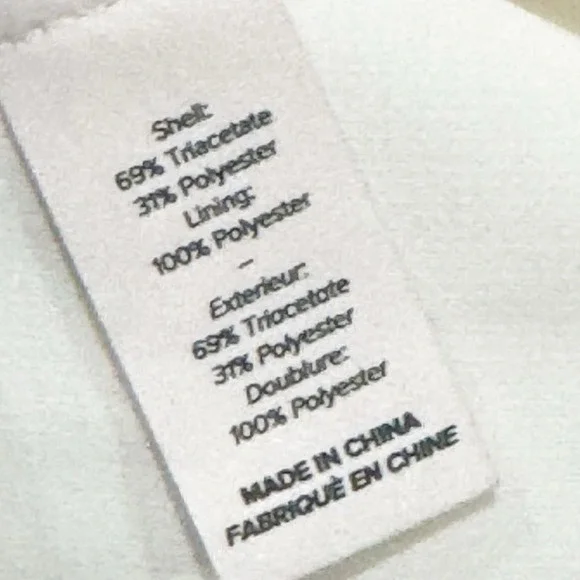 Shell:
69% Triacetate
31% Polyester
Lining:
100% Polyester
–
Exterieur:
69% Triacetate
31% Polyester
Doublure:
100% Polyester
MADE IN CHINA
FABRIQUÉ EN CHINE